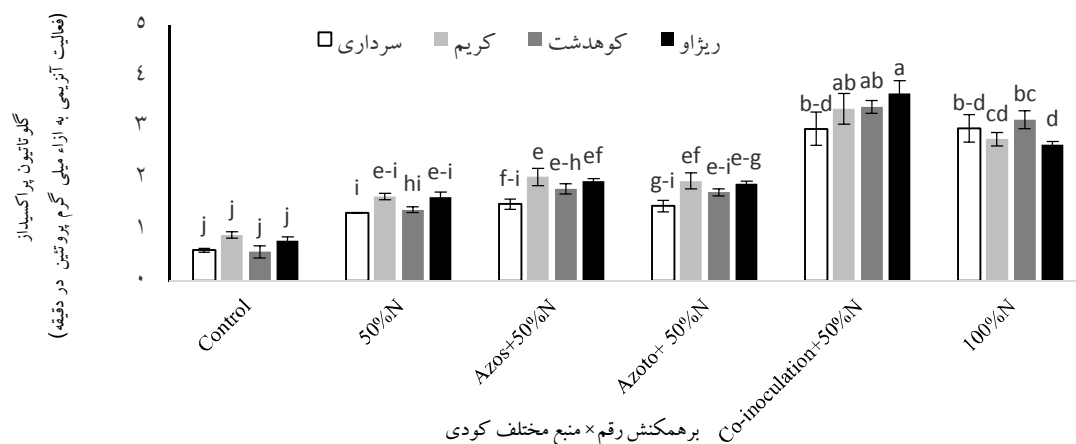 گلوتاتیون پراکسیداز
(فعالیت آنزیمی به ازاء میلی گرم پروتئین در دقیقه)
۵
۴
۳
۲
۱
۰
سرداری
کریم
کوهدشت
ریژاو
j
j
j
j
i
e-i
hi
e-i
f-i
e
e-h
ef
g-i
ef
e-i
e-g
b-d
ab
ab
a
b-d
cd
bc
d
Control
50%N
Azos+50%N
Azoto+ 50%N
Co-inoculation+50%N
100%N
برهمکنش رقم× منبع مختلف کودی